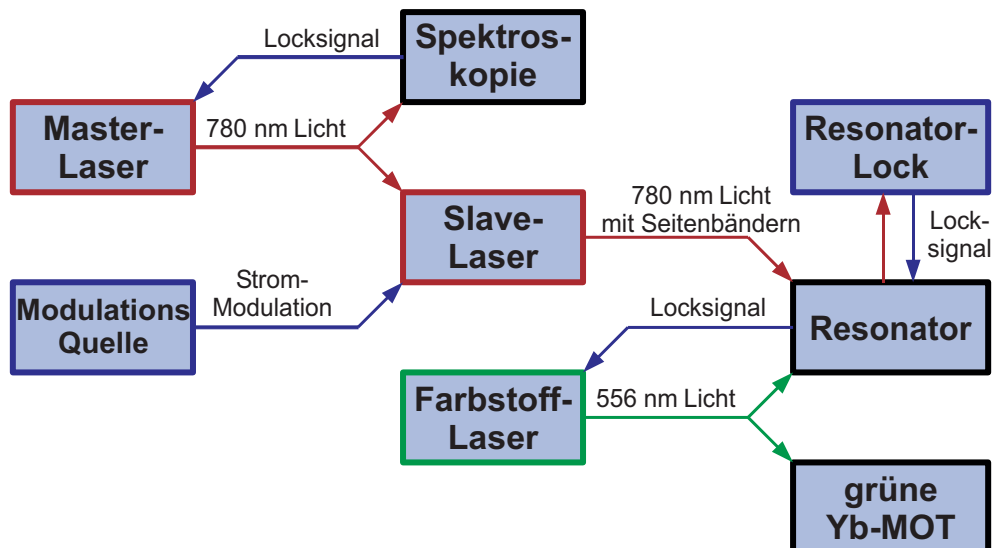 Locksignal
Spektros-
kopie
Master-
Laser
780 nm Licht
Resonator-
Lock
Slave-
Laser
780 nm Licht
mit Seitenbändern
Lock-
signal
Modulations
Quelle
Strom-
Modulation
Locksignal
Resonator
Farbstoff-
Laser
556 nm Licht
grüne
Yb-MOT